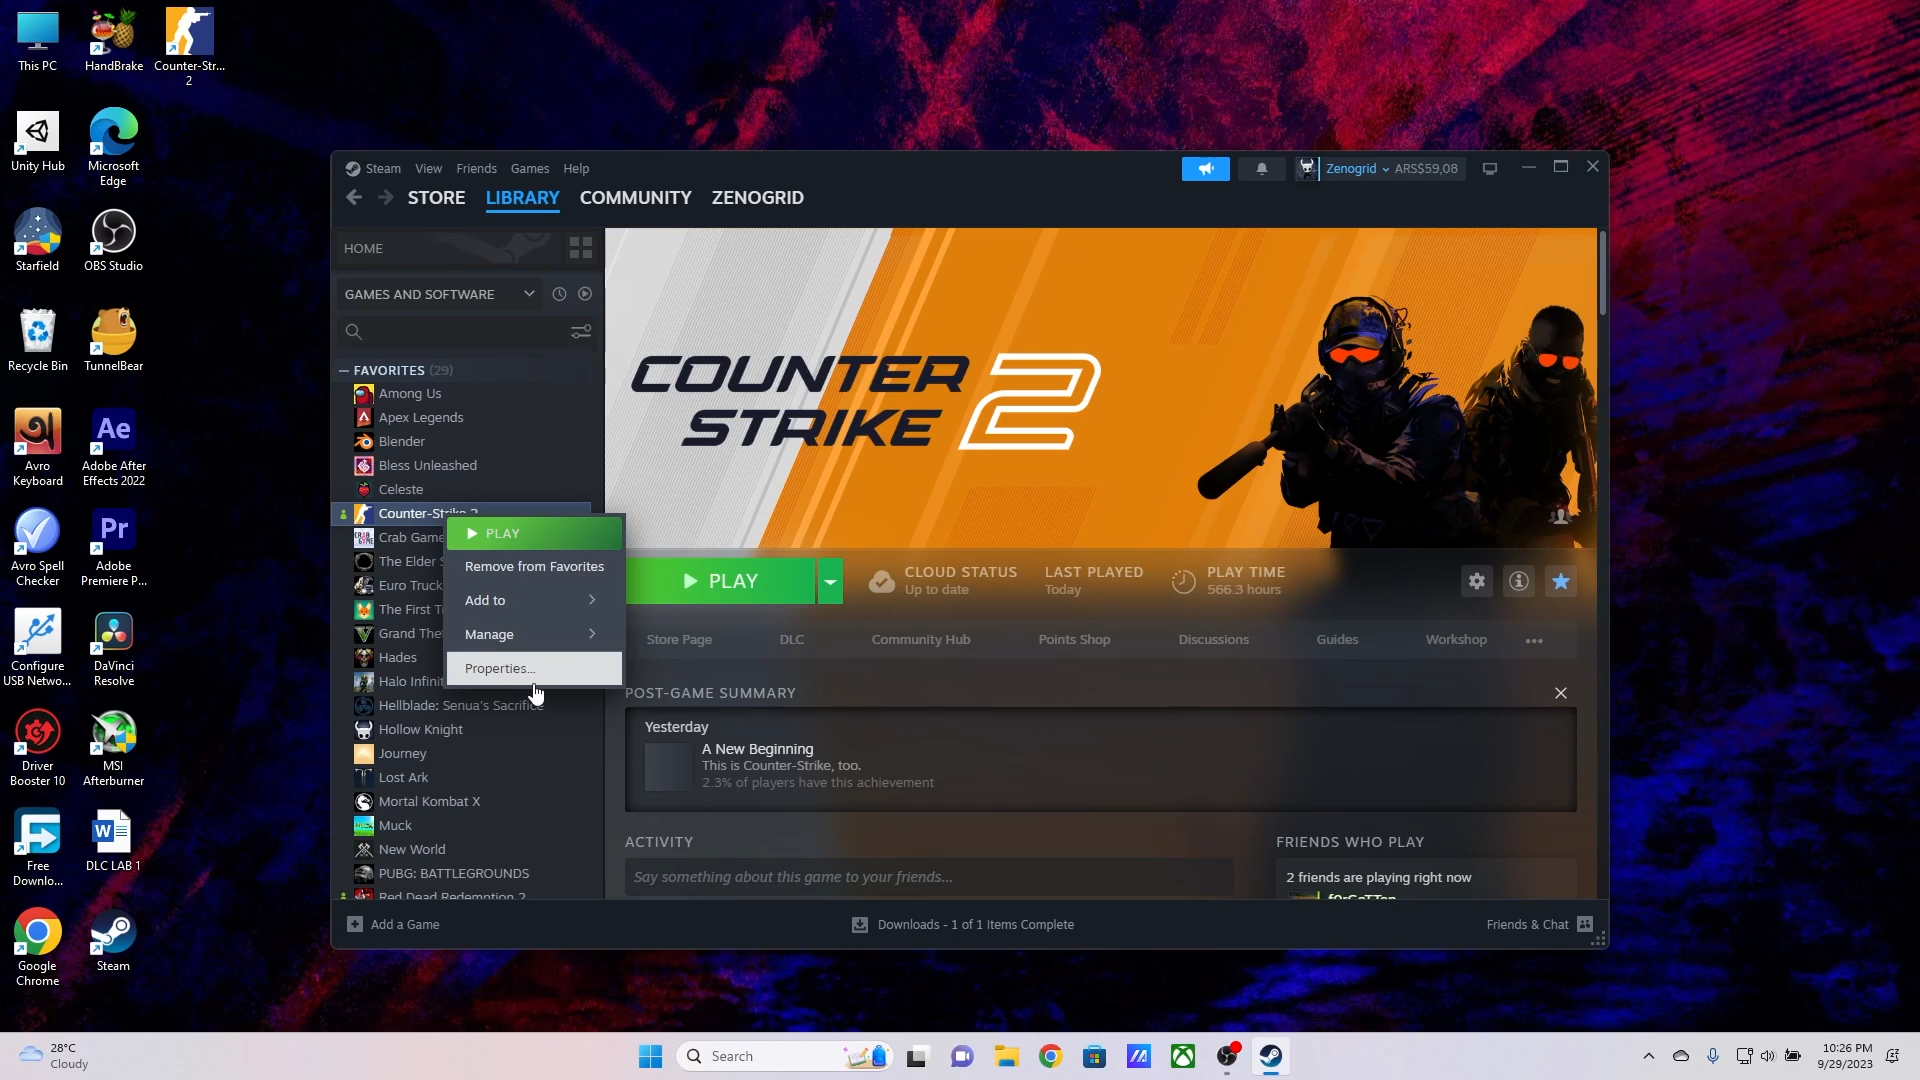 This PC
HandBrake
Counter-Str...
2
Unity Hub
Microsoft
Edge
Starfield
OBS Studio
Recycle Bin
TunnelBear
Avro
Keyboard
Ae
Adobe After
Effects 2022
Avro Spell
Checker
Pr
Adobe
Premiere P...
Configure
USB Netwo...
DaVinci
Resolve
Driver
Booster 10
MSI
Afterburner
Free
Downlo...
W
DLC LAB 1
Google
Chrome
Steam
Steam View Friends Games Help
Zenogrid ARS$59,08
STORE LIBRARY COMMUNITY ZENOGRID
HOME
GAMES AND SOFTWARE
FAVORITES (29)
Among Us
Apex Legends
Blender
Bless Unleashed
Celeste
Counter-Strike 2
Crab Game
The Elder S
Euro Truck
The First Tr
Grand Thef
Hades
Halo Infinit
Hellblade: Senua's Sacrifice
Hollow Knight
Journey
Lost Ark
Mortal Kombat X
Muck
New World
PUBG: BATTLEGROUNDS
Red Dead Redemption 2
PLAY
Remove from Favorites
Add to
Manage
Properties...
COUNTER
STRIKE 2
PLAY
CLOUD STATUS
Up to date
LAST PLAYED
Today
PLAY TIME
566.3 hours
Store Page DLC Community Hub Points Shop Discussions Guides Workshop
POST-GAME SUMMARY
Yesterday
A New Beginning
This is Counter-Strike, too.
2.3% of players have this achievement
ACTIVITY
Say something about this game to your friends...
FRIENDS WHO PLAY
2 friends are playing right now
Add a Game
Downloads - 1 of 1 Items Complete
Friends & Chat
28°C
Cloudy
Search
10:26 PM
9/29/2023